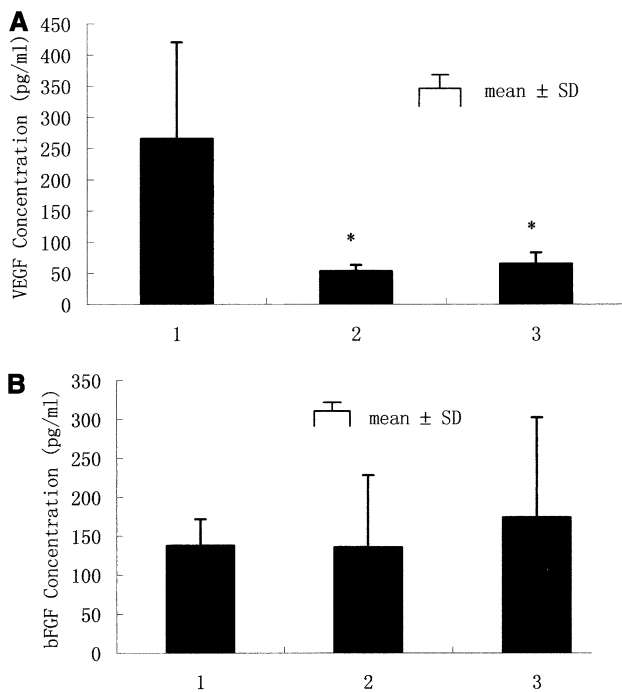 A
VEGF Concentration (pg/ml)
450
400
350
300
250
200
150
100
50
0
mean ± SD
*
*
1 2 3
B
bFGF Concentration (pg/ml)
350
300
250
200
150
100
50
0
mean ± SD
1 2 3